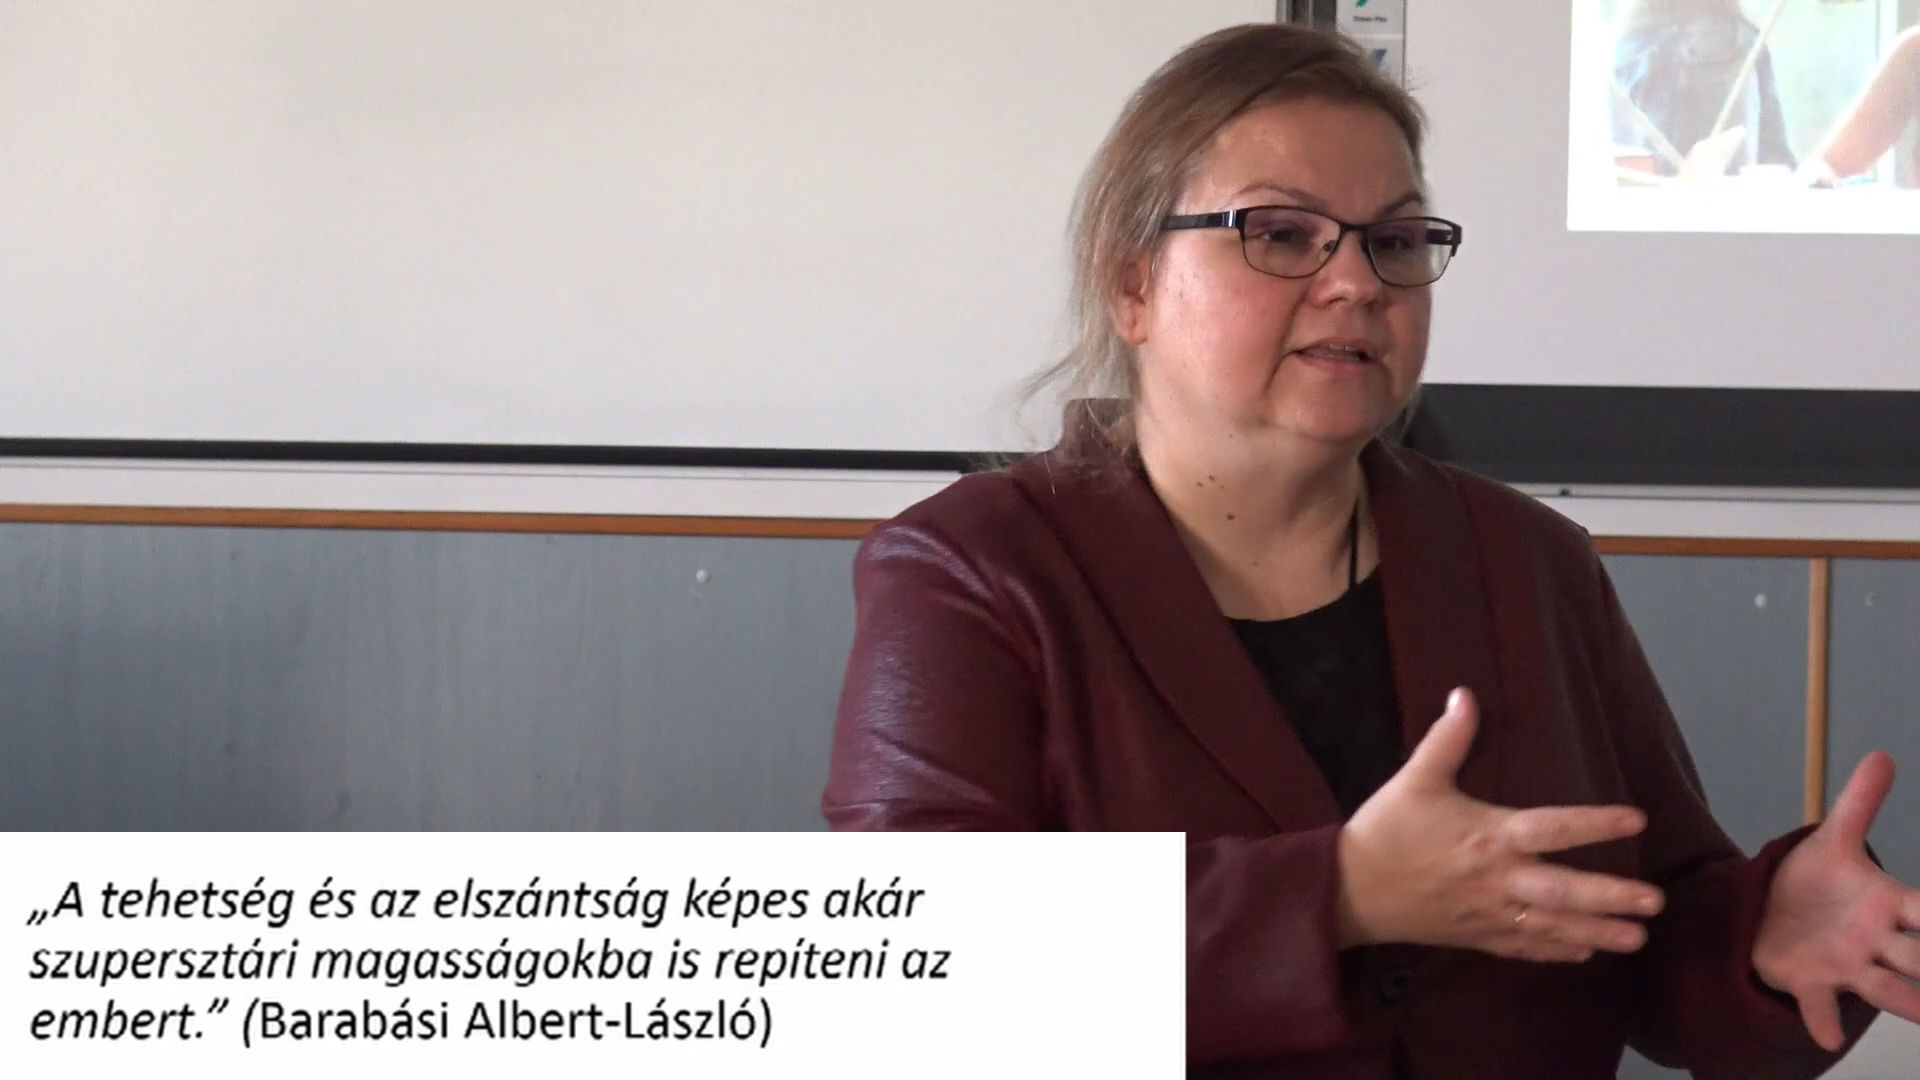 „A tehetség és az elszántság képes akár
szupersztári magasságokba is repíteni az
embert.” (Barabási Albert-László)